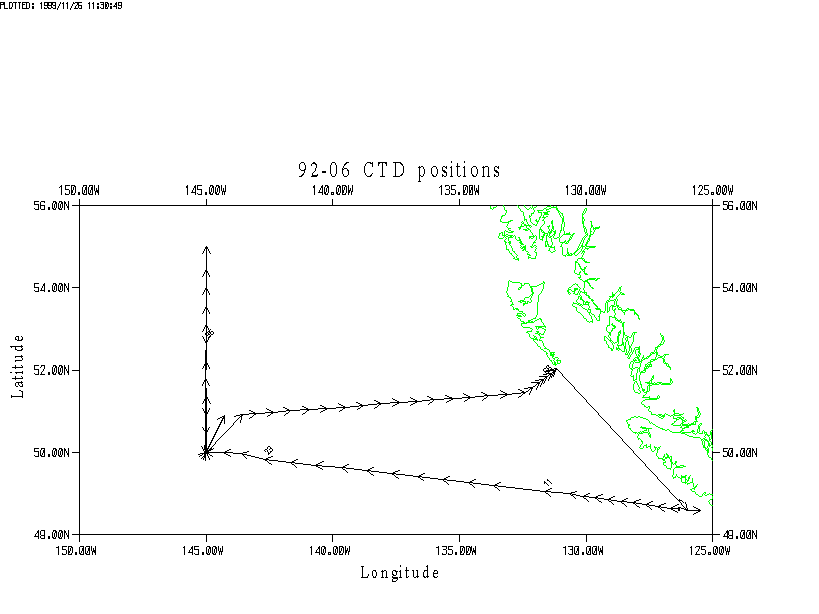 PLOTTED: 1999/11/26 11:30:49
92-06 CTD positions
150.00W 145.00W 140.00W 135.00W 130.00W 125.00W
56.00N 56.00N
54.00N 54.00N
52.00N 52.00N
50.00N 50.00N
49.00N 49.00N
Latitude
150.00W 145.00W 140.00W 135.00W 130.00W 125.00W
Longitude